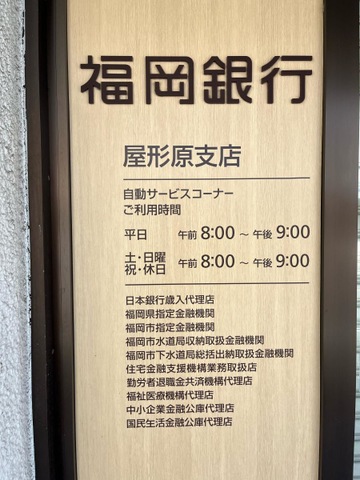 福岡銀行
屋形原支店
自動サービスコーナー
ご利用時間
平日 午前 8:00 ~ 午後 9:00
土・日曜 祝・休日 午前 8:00 ~ 午後 9:00
日本銀行歳入代理店
福岡県指定金融機関
福岡市指定金融機関
福岡市水道局収納取扱金融機関
福岡市下水道局総括出納取扱金融機関
住宅金融支援機構業務取扱店
勤労者退職金共済機構代理店
福祉医療機構代理店
中小企業金融公庫代理店
国民生活金融公庫代理店